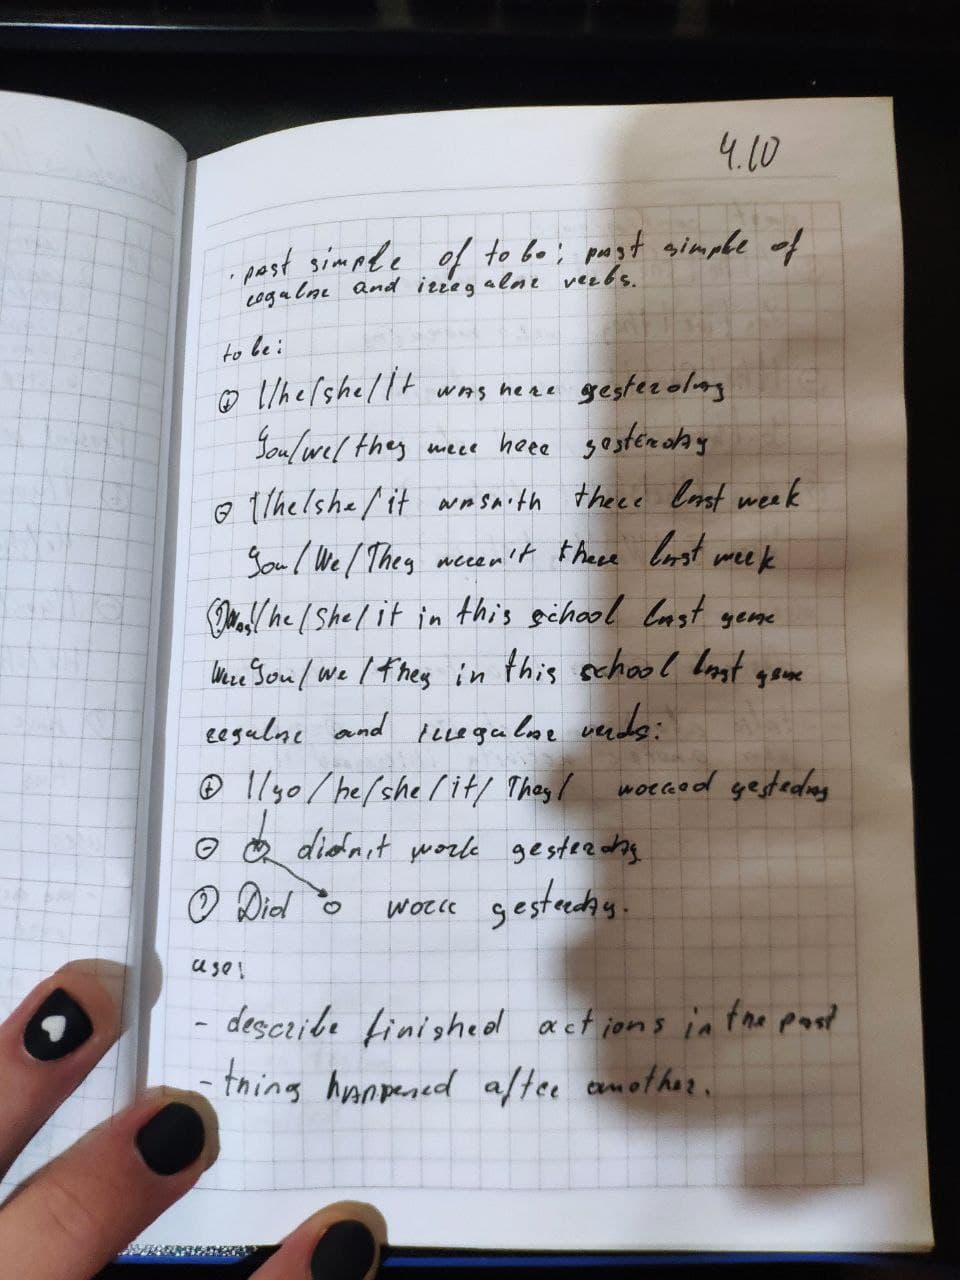 4.10
. past simple of to be; past simple of
regular and irregular verbs.
to be:
⊕ I/he/she/It was here yesterday
You/we/they were here yesterday
⊖ I/he/she/it wasn'th there last week
You/We/They weren't there last week
? Was I/he/she/it in this school last year
Were You/we/they in this school last year
regular and irregular verbs:
⊕ I/yo/he/she/it/They/ worked yesterday
⊖ o didn't work yesterday
? Did o work yesterday.
use:
- describe finished actions in the past
- thing happened after another.